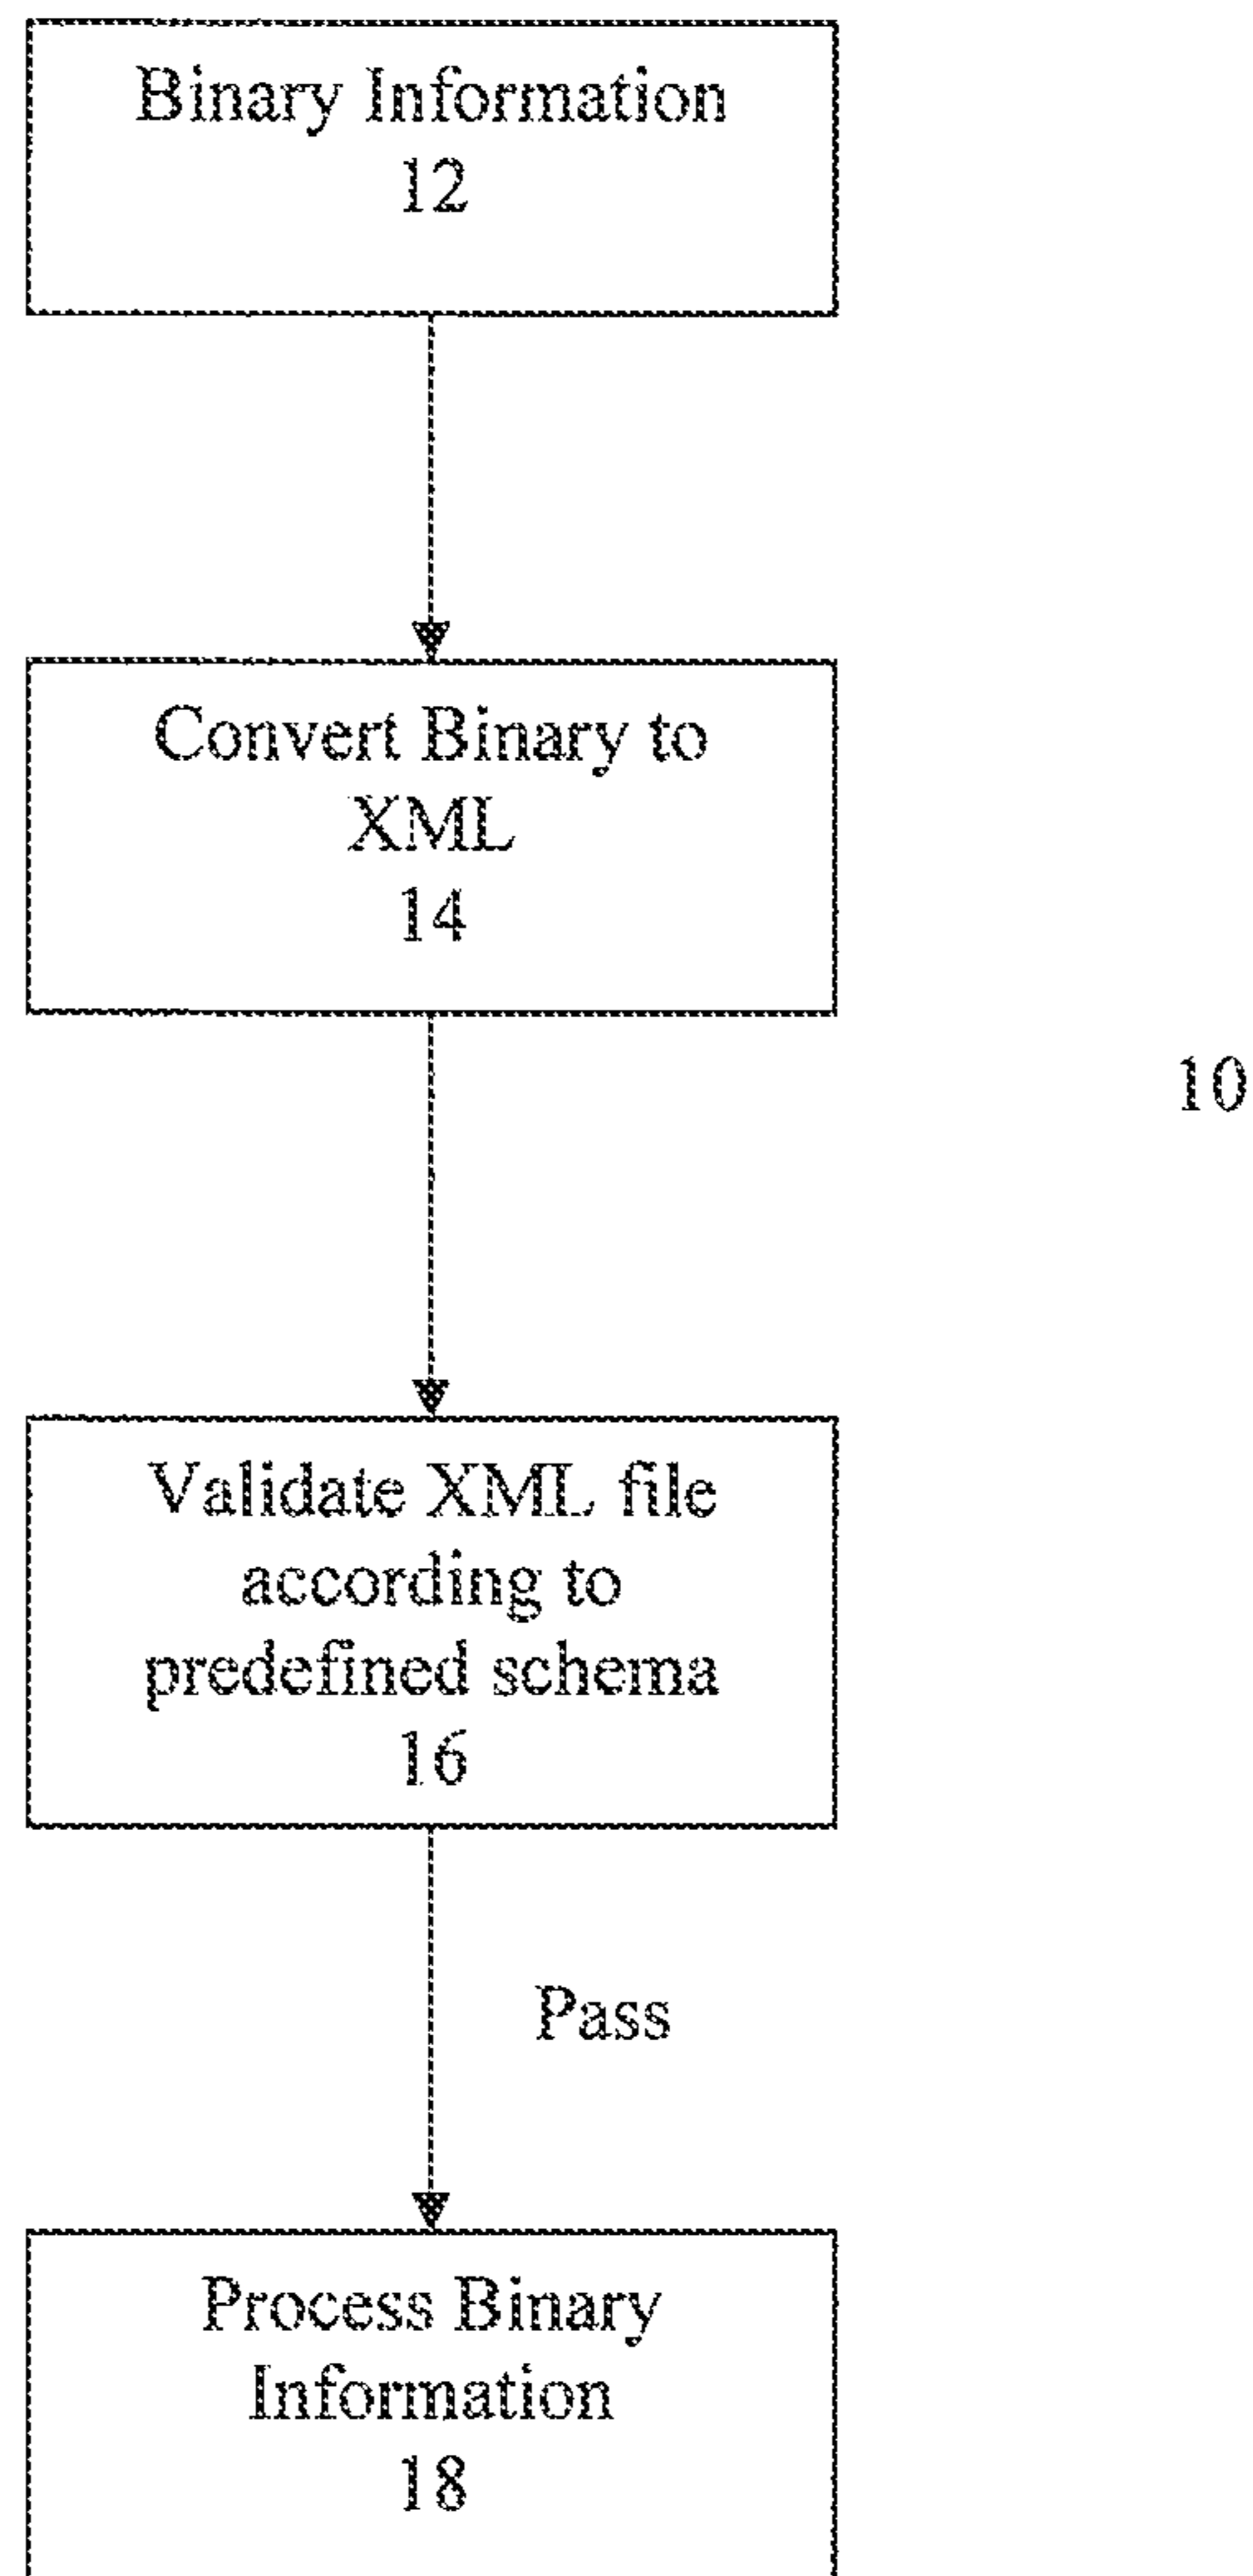 Binary Information
12
Convert Binary to
XML
14
10
Validate XML file
according to
predefined schema
16
Pass
Process Binary
Information
18